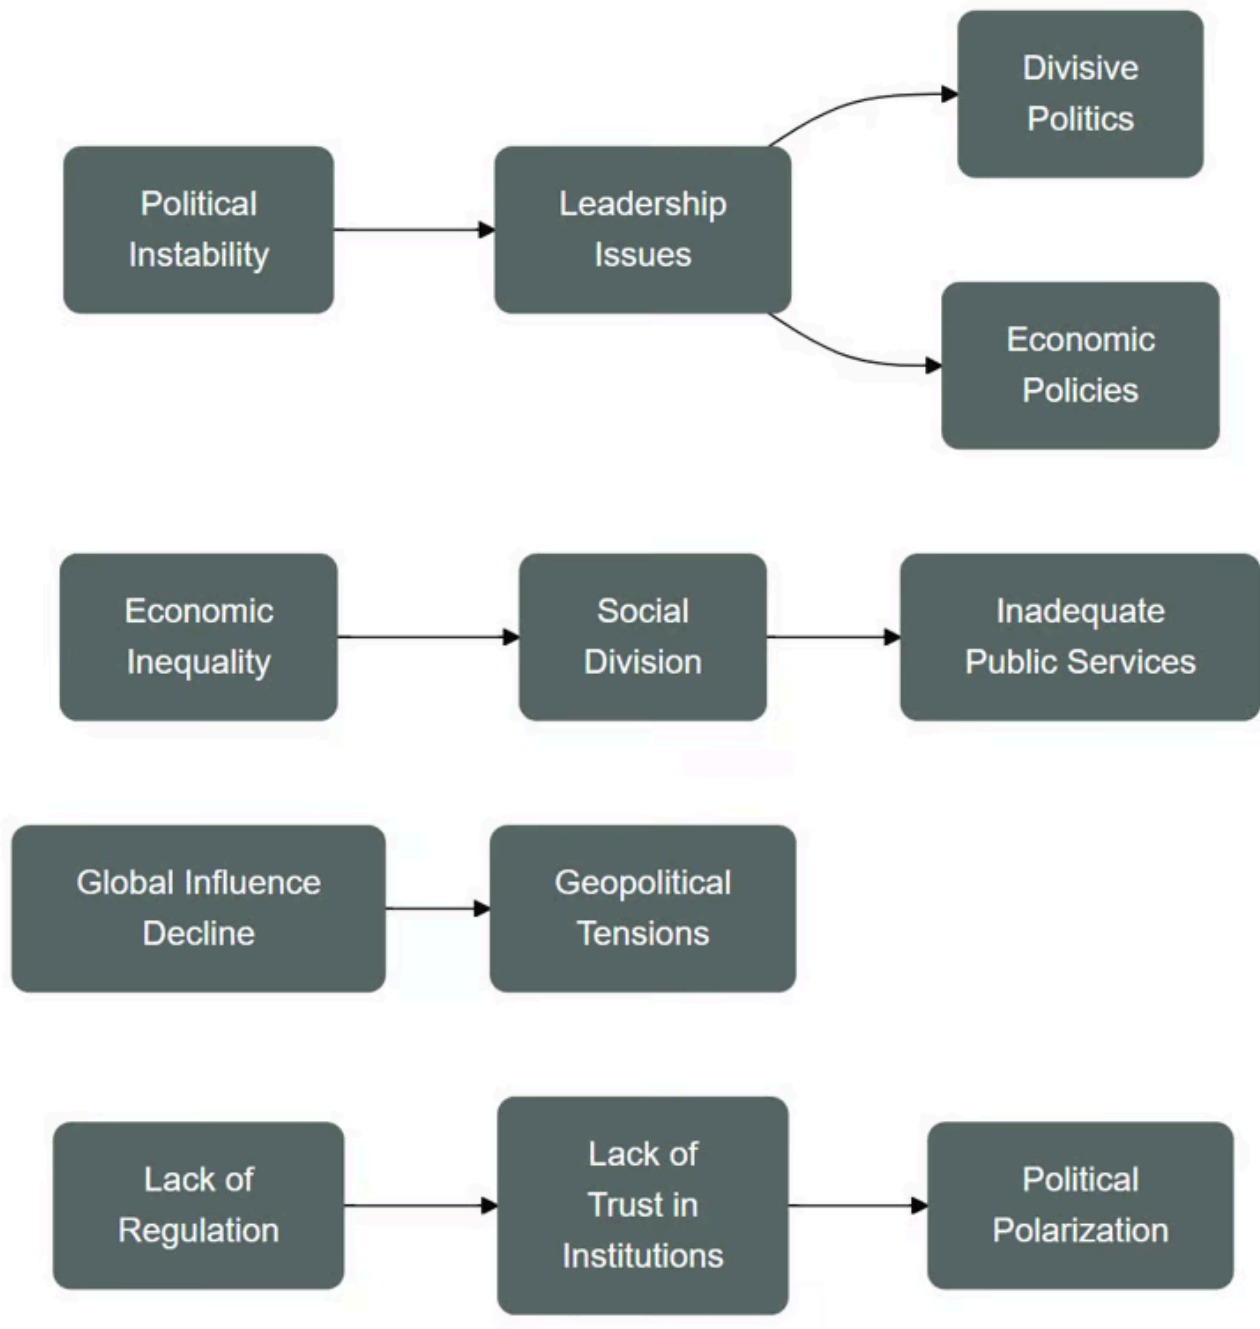 Divisive
Politics
Political
Instability
Leadership
Issues
Economic
Policies
Economic
Inequality
Social
Division
Inadequate
Public Services
Global Influence
Decline
Geopolitical
Tensions
Lack of
Regulation
Lack of
Trust in
Institutions
Political
Polarization